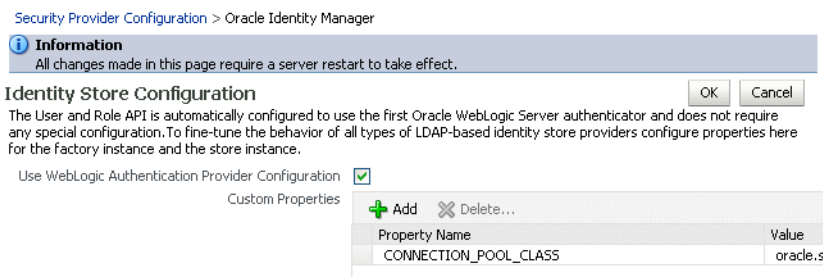 Security Provider Configuration > Oracle Identity Manager
Information
All changes made in this page require a server restart to take effect.
Identity Store Configuration
OK Cancel
The User and Role API is automatically configured to use the first Oracle WebLogic Server authenticator and does not require
any special configuration.To fine-tune the behavior of all types of LDAP-based identity store providers configure properties here
for the factory instance and the store instance.
Use WebLogic Authentication Provider Configuration
Custom Properties
Add Delete...
Property Name Value
CONNECTION_POOL_CLASS oracle.s